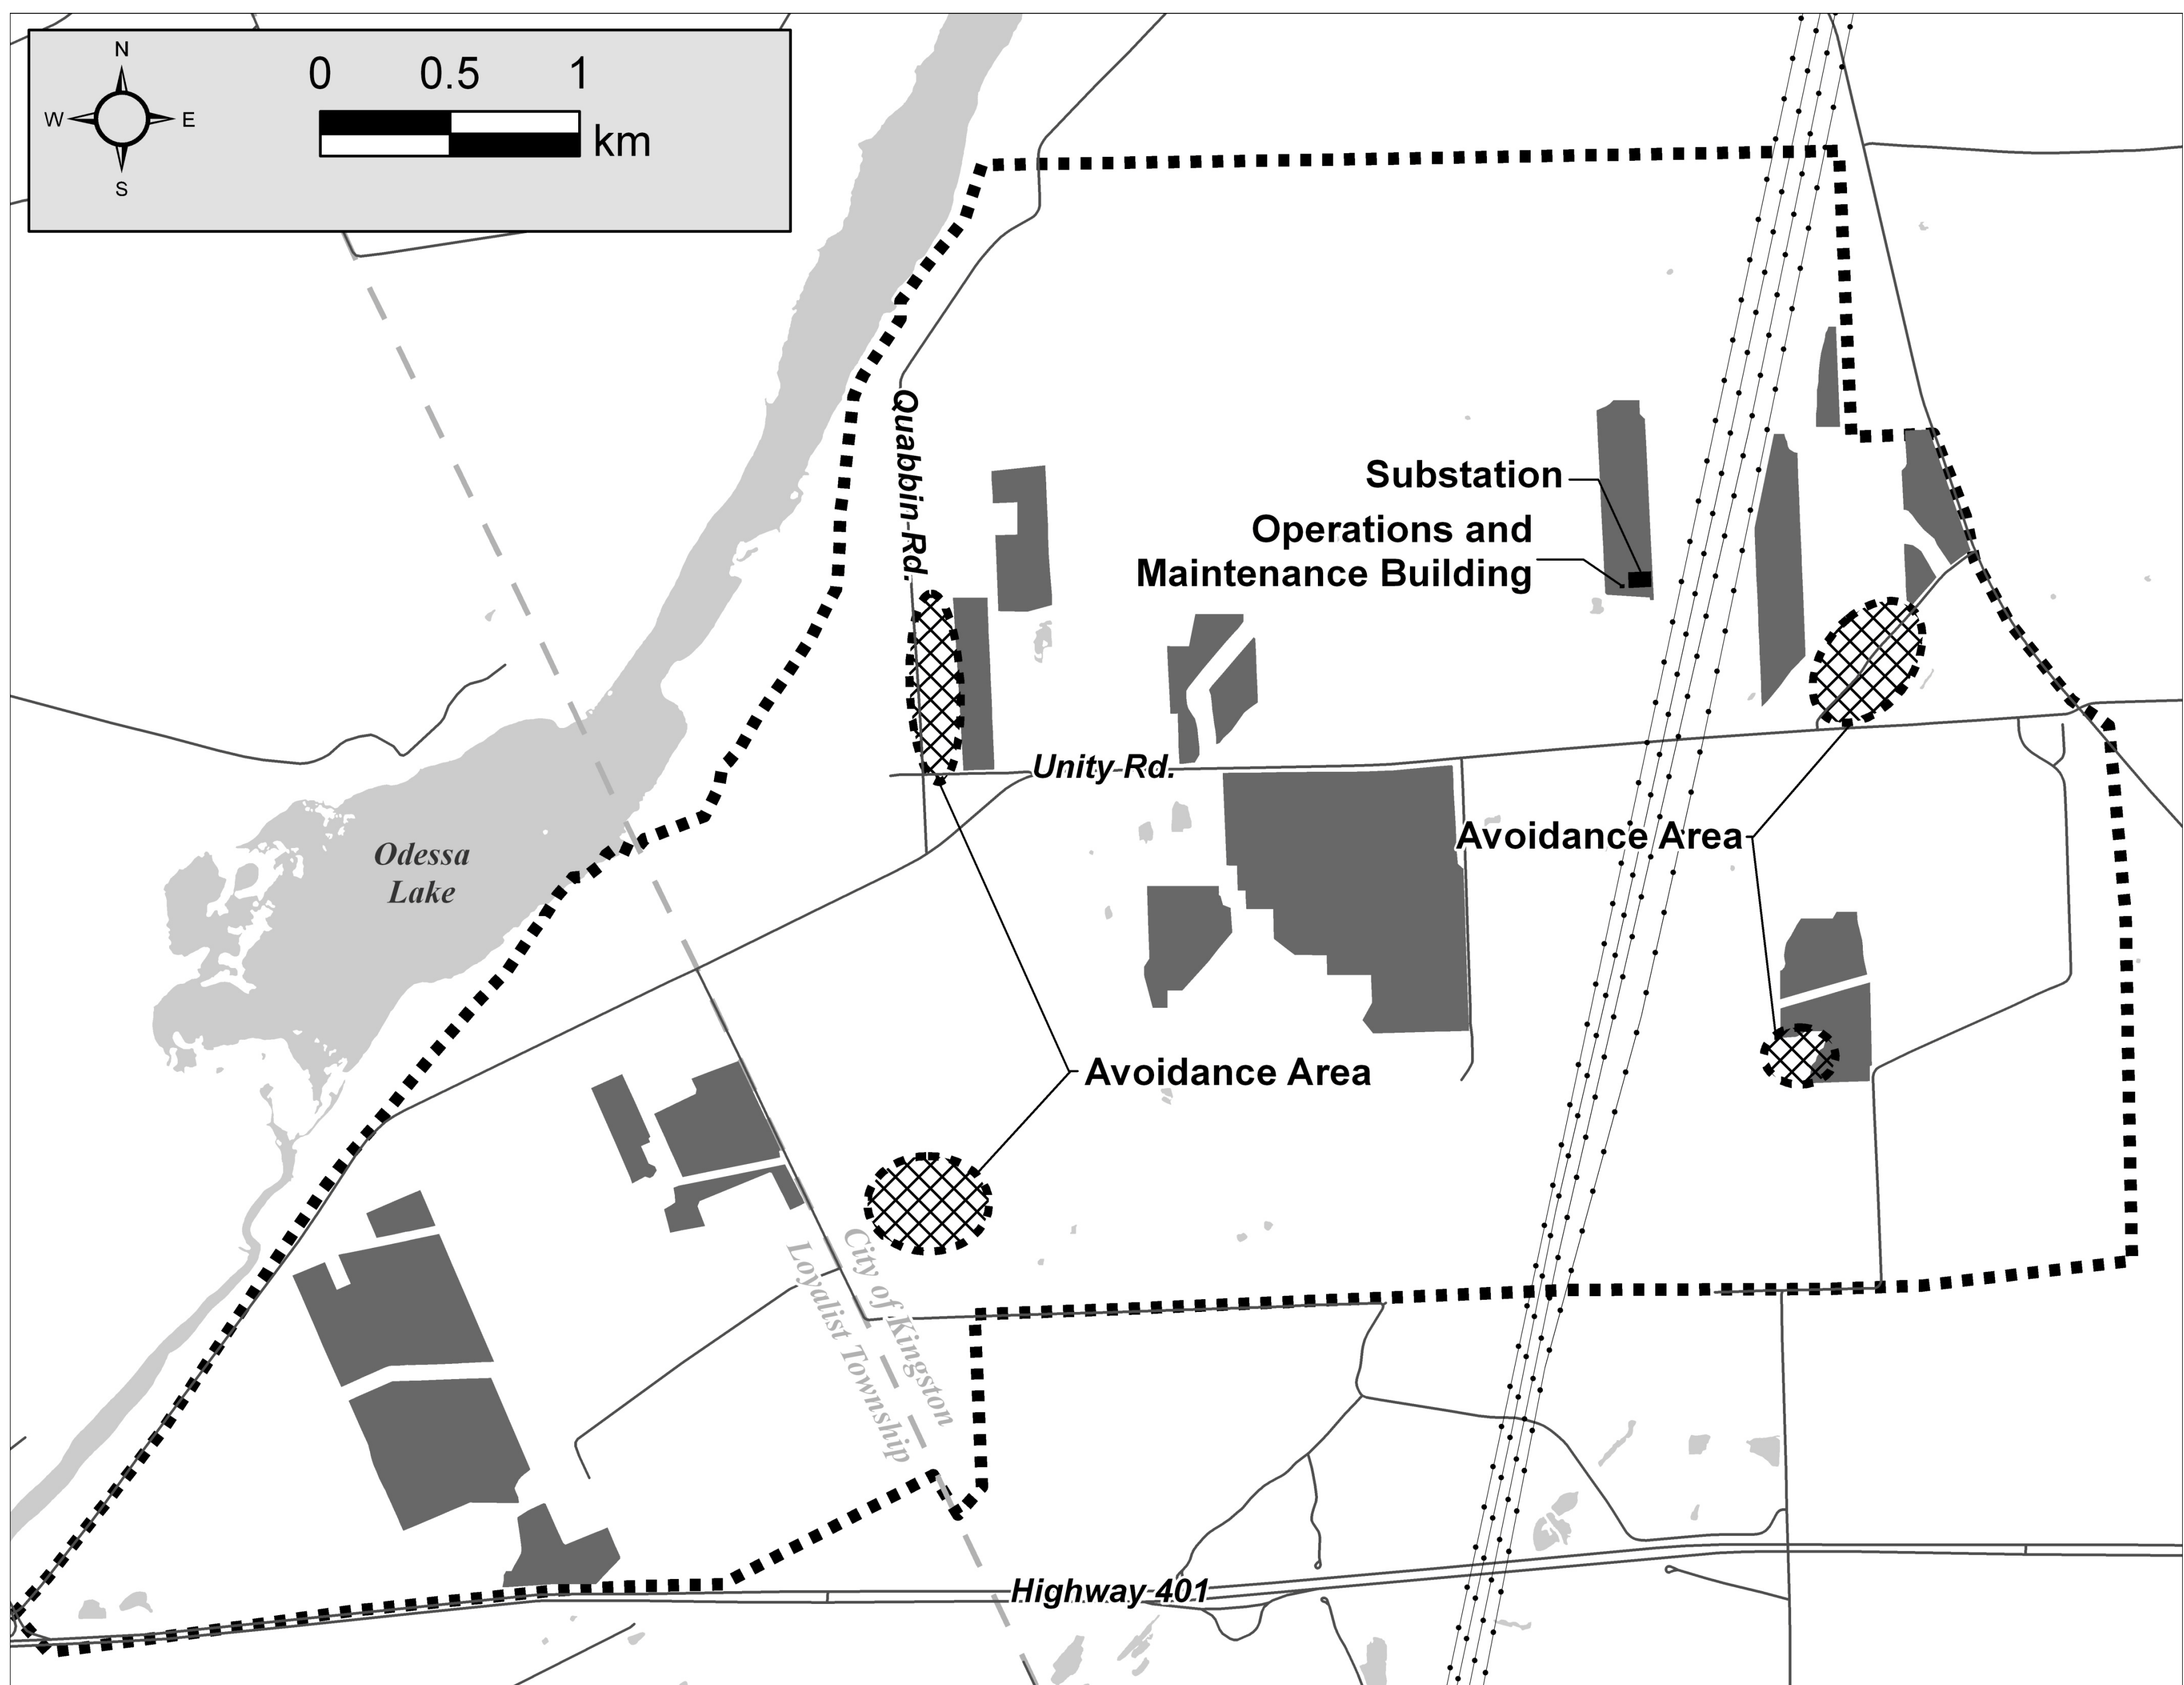 N
W E
S
0 0.5 1
km
Quabbin Rd.
Substation
Operations and
Maintenance Building
Unity Rd.
Avoidance Area
Odessa
Lake
Avoidance Area
City of Kingston
Loyalist Township
Highway 401